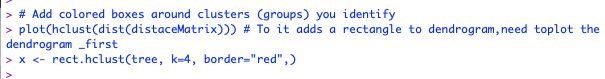 > # Add colored boxes around clusters (groups) you identify
> plot(hclust(dist(distaceMatrix))) # To it adds a rectangle to dendrogram,need toplot the
dendrogram _first
> x <- rect.hclust(tree, k=4, border="red",)
>